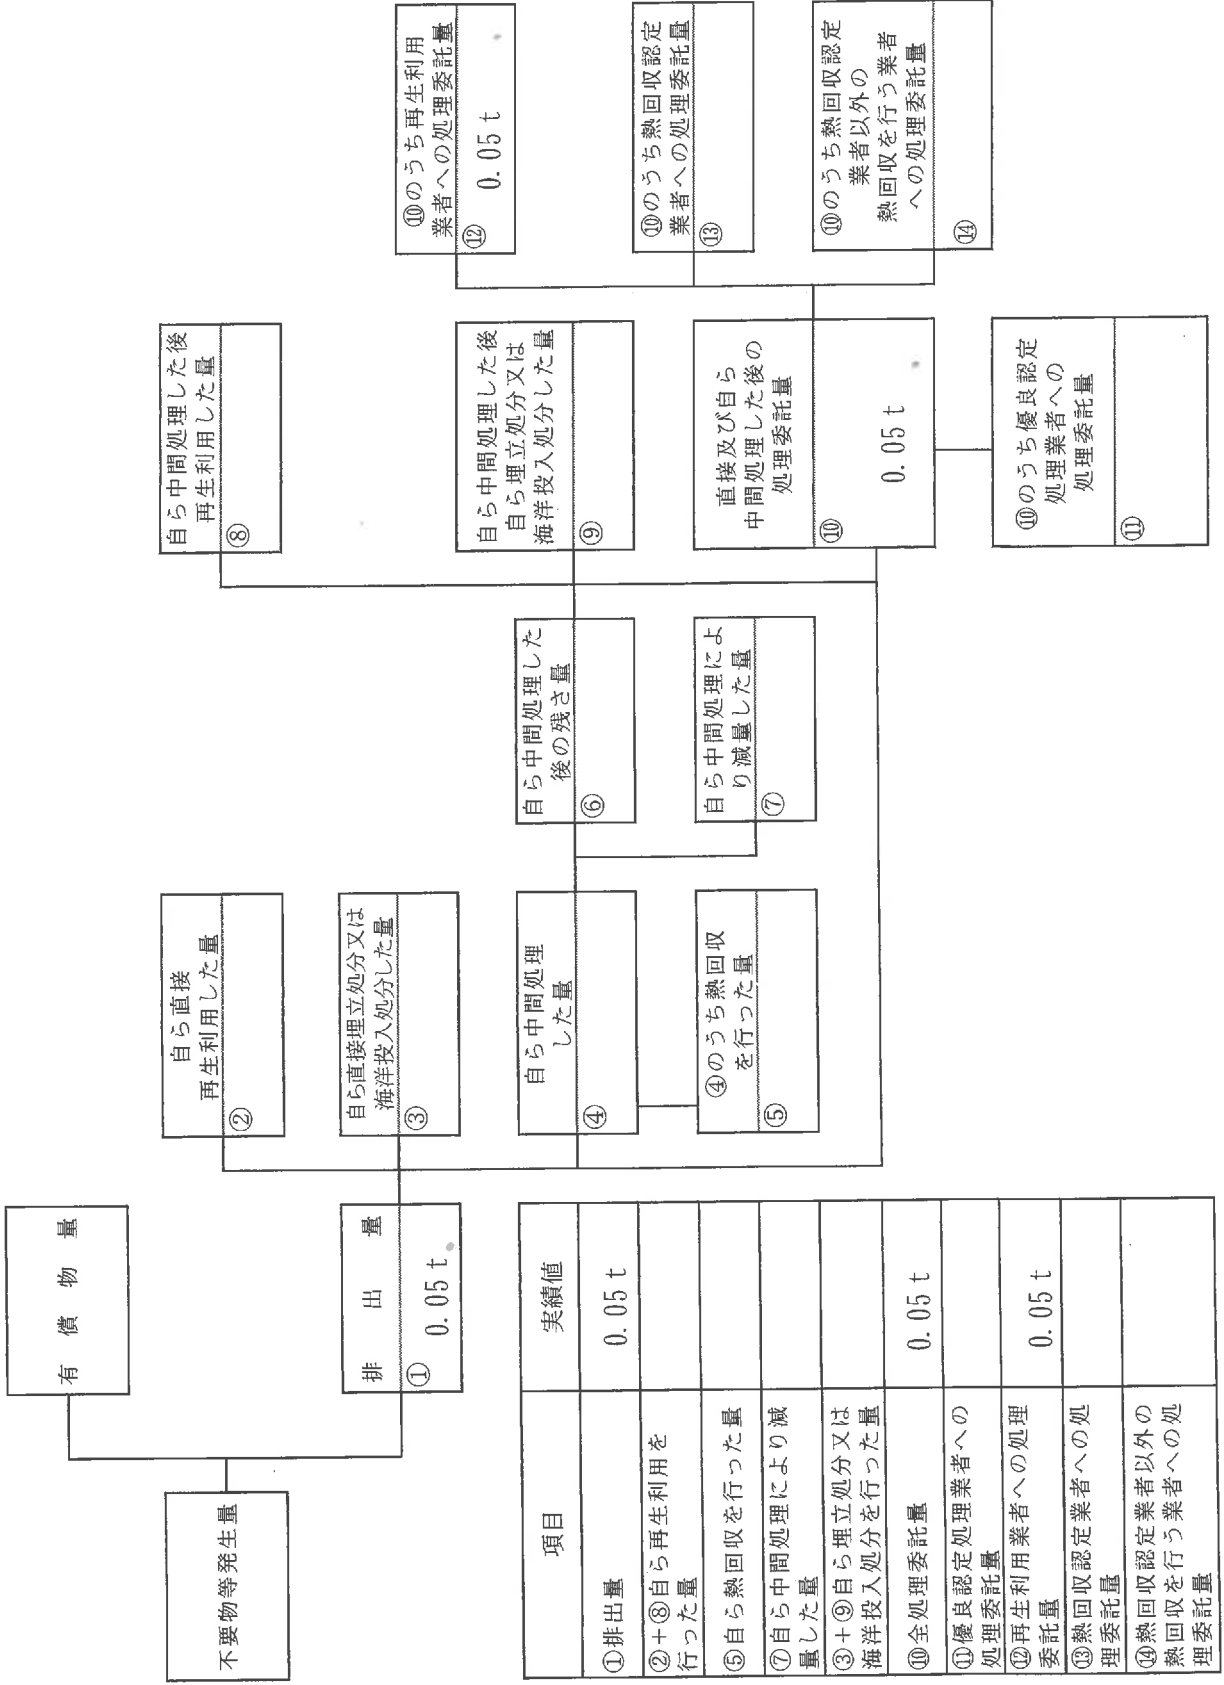 不要物等発生量
有償物量
排出量
①
0.05t
自ら直接
再生利用した量
②
自ら直接埋立処分又は
海洋投入処分した量
③
自ら中間処理
した量
④
④のうち熱回収
を行った量
⑤
自ら中間処理した
後の残さ量
⑥
自ら中間処理によ
り減量した量
⑦
自ら中間処理した後
再生利用した量
⑧
自ら中間処理した後
自ら埋立処分又は
海洋投入処分した量
⑨
直接及び自ら
中間処理した後の
処理委託量
⑩
0.05t
⑩のうち優良認定
処理業者への
処理委託量
⑪
⑩のうち再生利用
業者への処理委託量
⑫
0.05t
⑩のうち熱回収認定
業者への処理委託量
⑬
⑩のうち熱回収認定
業者以外の
熱回収を行う業者
への処理委託量
⑭
項目 実績値
①排出量 0.05t
②+⑧自ら再生利用を
行った量
⑤自ら熱回収を行った量
⑦自ら中間処理により減
量した量
③+⑨自ら埋立処分又は
海洋投入処分を行った量
⑩全処理委託量 0.05t
⑪優良認定処理業者への
処理委託量
⑫再生利用業者への処理
委託量 0.05t
⑬熱回収認定業者への処
理委託量
⑭熱回収認定業者以外の
熱回収を行う業者への処
理委託量